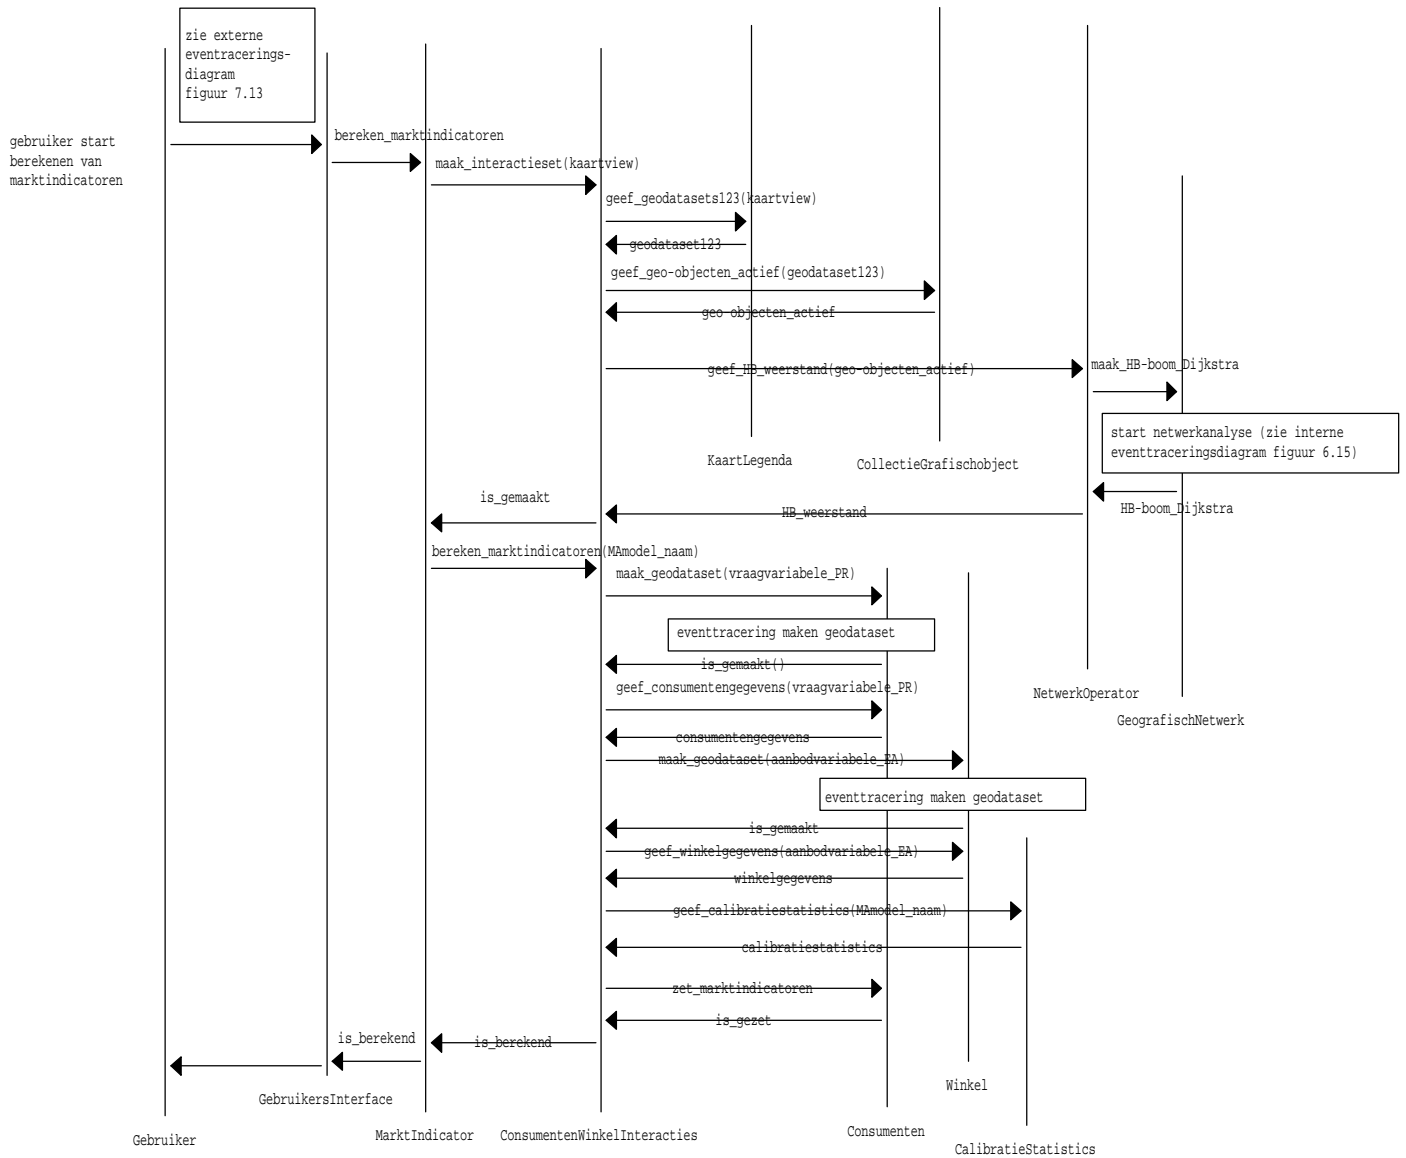 zie externe
eventracerings-
diagram
figuur 7.13
gebruiker start
berekenen van
marktindicatoren
bereken_marktindicatoren
maak_interactieset(kaartview)
geef_geodatasets123(kaartview)
geodataset123
geef_geo-objecten_actief(geodataset123)
geo-objecten_actief
geef_HB_weerstand(geo-objecten_actief)
maak_HB-boom_Dijkstra
start netwerkanalyse (zie interne
eventtraceringsdiagram figuur 6.15)
KaartLegenda
CollectieGrafischobject
HB-boom_Dijkstra
HB_weerstand
is_gemaakt
bereken_marktindicatoren(MAmodel_naam)
maak_geodataset(vraagvariabele_PR)
eventtracering maken geodataset
is_gemaakt()
geef_consumentengegevens(vraagvariabele_PR)
NetwerkOperator
GeografischNetwerk
consumentengegevens
maak_geodataset(aanbodvariabele_EA)
eventtracering maken geodataset
is_gemaakt
geef_winkelgegevens(aanbodvariabele_EA)
winkelgegevens
geef_calibratiestatistics(MAmodel_naam)
calibratiestatistics
zet_marktindicatoren
is_gezet
is_berekend
is_berekend
Winkel
GebruikersInterface
Gebruiker
MarktIndicator
ConsumentenWinkelInteracties
Consumenten
CalibratieStatistics